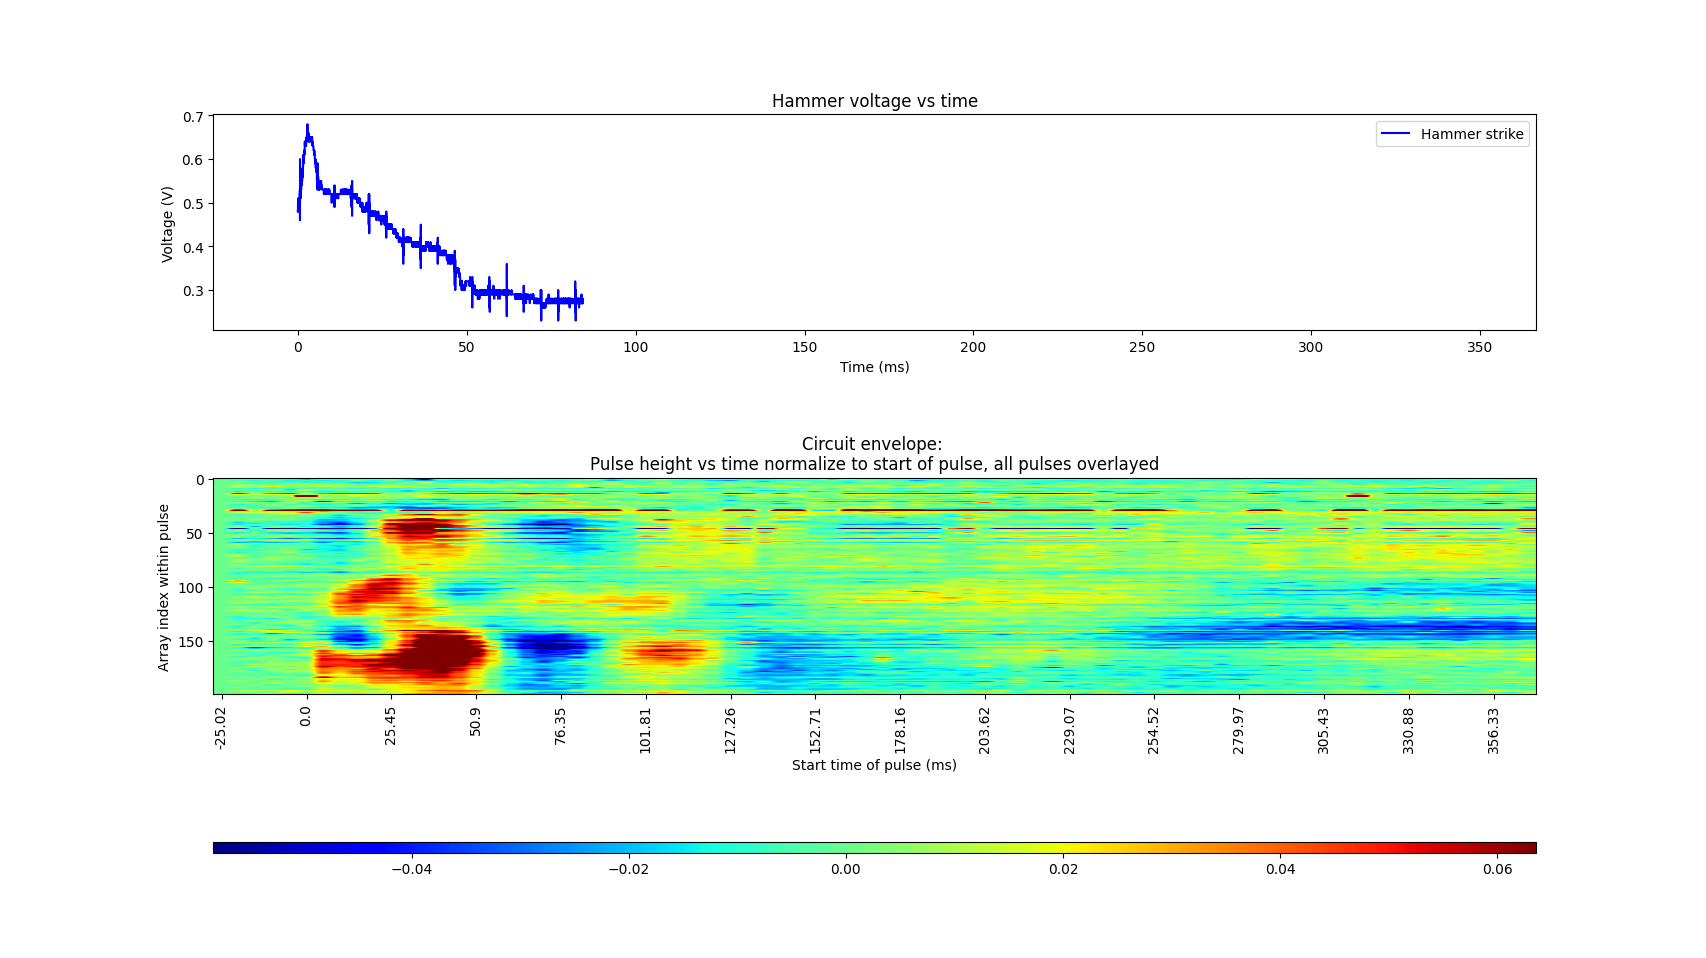 Hammer voltage vs time
Hammer strike
0.7
0.6
0.5
0.4
0.3
Voltage (V)
0 50 100 150 200 250 300 350
Time (ms)
Circuit envelope:
Pulse height vs time normalize to start of pulse, all pulses overlayed
0
50
100
150
Array index within pulse
-25.02 0.0 25.45 50.9 76.35 101.81 127.26 152.71 178.16 203.62 229.07 254.52 279.97 305.43 330.88 356.33
Start time of pulse (ms)
−0.04 −0.02 0.00 0.02 0.04 0.06